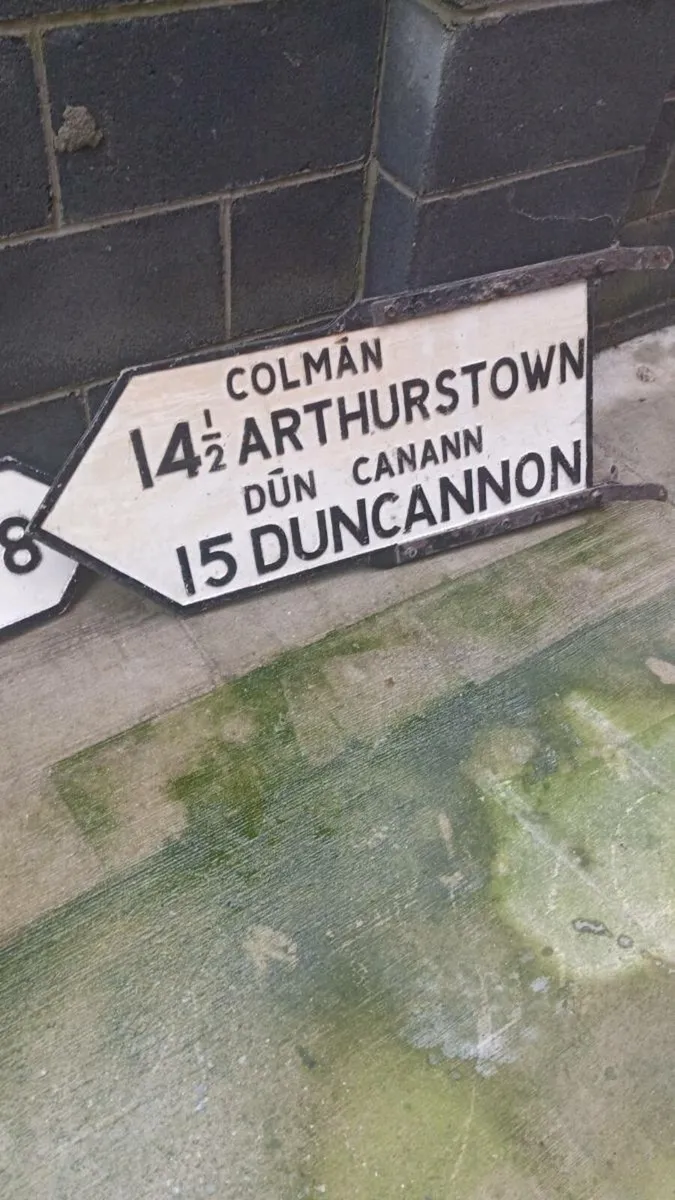 COLMÁN
14½ ARTHURSTOWN
DÚN CANANN
15 DUNCANNON
8